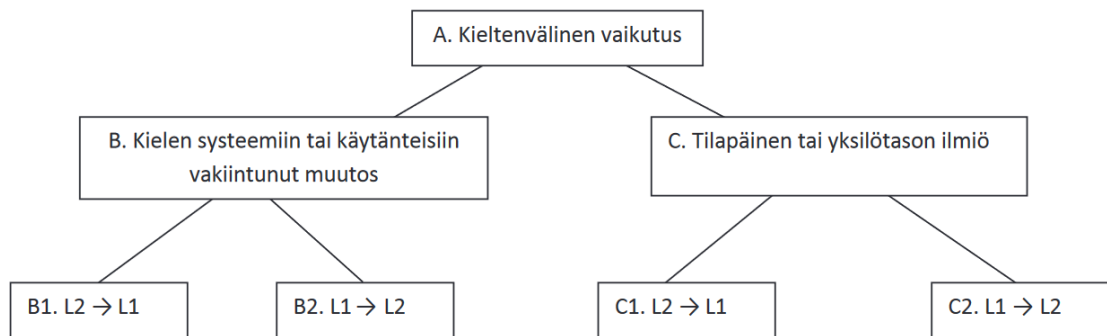 A. Kieltenvälinen vaikutus
B. Kielen systeemiin tai käytänteisiin
vakiintunut muutos
C. Tilapäinen tai yksilötason ilmiö
B1. L2 → L1
B2. L1 → L2
C1. L2 → L1
C2. L1 → L2